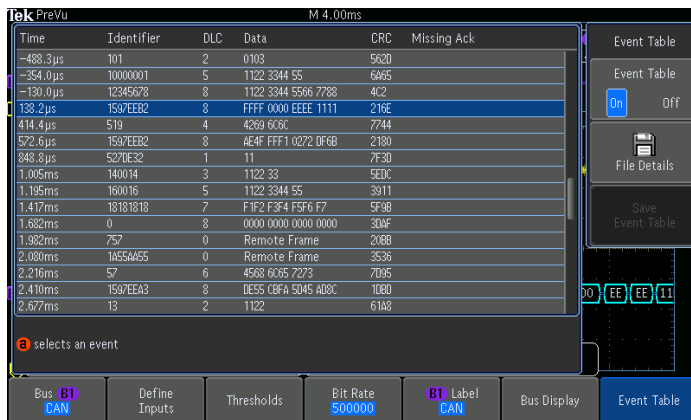 Tek PreVu M 4.00ms
Time Identifier DLC Data CRC Missing Ack
-488.3µs 101 2 0103 562D
-354.0µs 10000001 5 1122 3344 55 6A65
-130.0µs 12345678 8 1122 3344 5566 7788 4C2
138.2µs 1597EEB2 8 FFFF 0000 EEEE 1111 216E
414.4µs 519 4 4269 6C6C 7744
572.6µs 1597EEB2 8 AE4F FFF1 0272 DF6B 2180
848.8µs 527DE32 1 11 7F3D
1.005ms 140014 3 1122 33 5EDC
1.195ms 160016 5 1122 3344 55 3911
1.417ms 18181818 7 F1F2 F3F4 F5F6 F7 5F9B
1.682ms 0 8 0000 0000 0000 0000 3DAF
1.982ms 757 0 Remote Frame 20BB
2.080ms 1A55AA55 0 Remote Frame 3536
2.216ms 57 6 4568 6C65 7273 7D95
2.410ms 1597EEA3 8 DE55 CBFA 5D45 AD8C 1DBD
2.677ms 13 2 1122 61A8
a selects an event
Event Table
Event Table
On Off
File Details
Save
Event Table
EE EE 11
Bus B1
CAN
Define
Inputs
Thresholds
Bit Rate
500000
B1 Label
CAN
Bus Display
Event Table